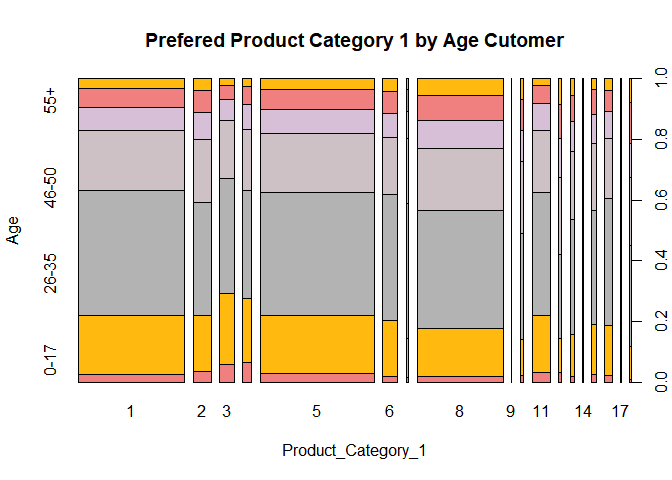 Prefered Product Category 1 by Age Cutomer
Age
55+
46-50
26-35
0-17
1.0
0.8
0.6
0.4
0.2
0.0
1 2 3 5 6 8 9 11 14 17
Product_Category_1